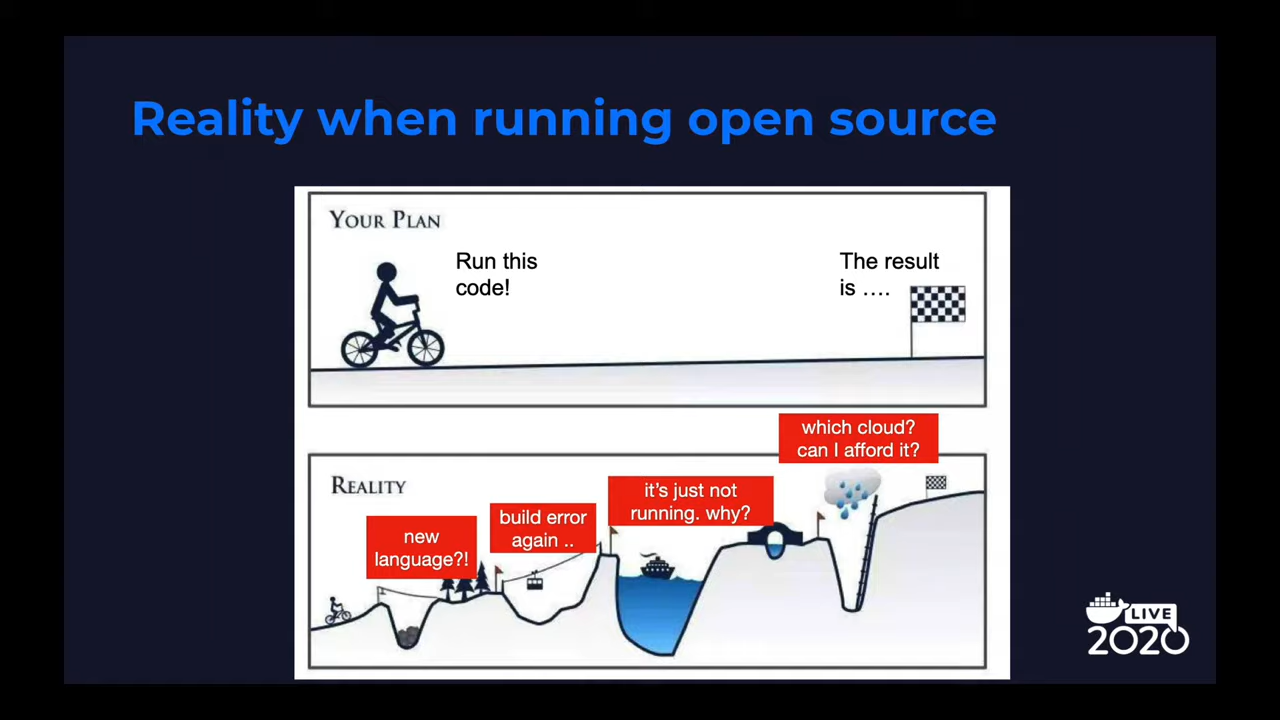 Reality when running open source
YOUR PLAN
Run this
code!
The result
is ....
which cloud?
can I afford it?
REALITY
it's just not
running. why?
build error
again ..
new
language?!
LIVE
2020